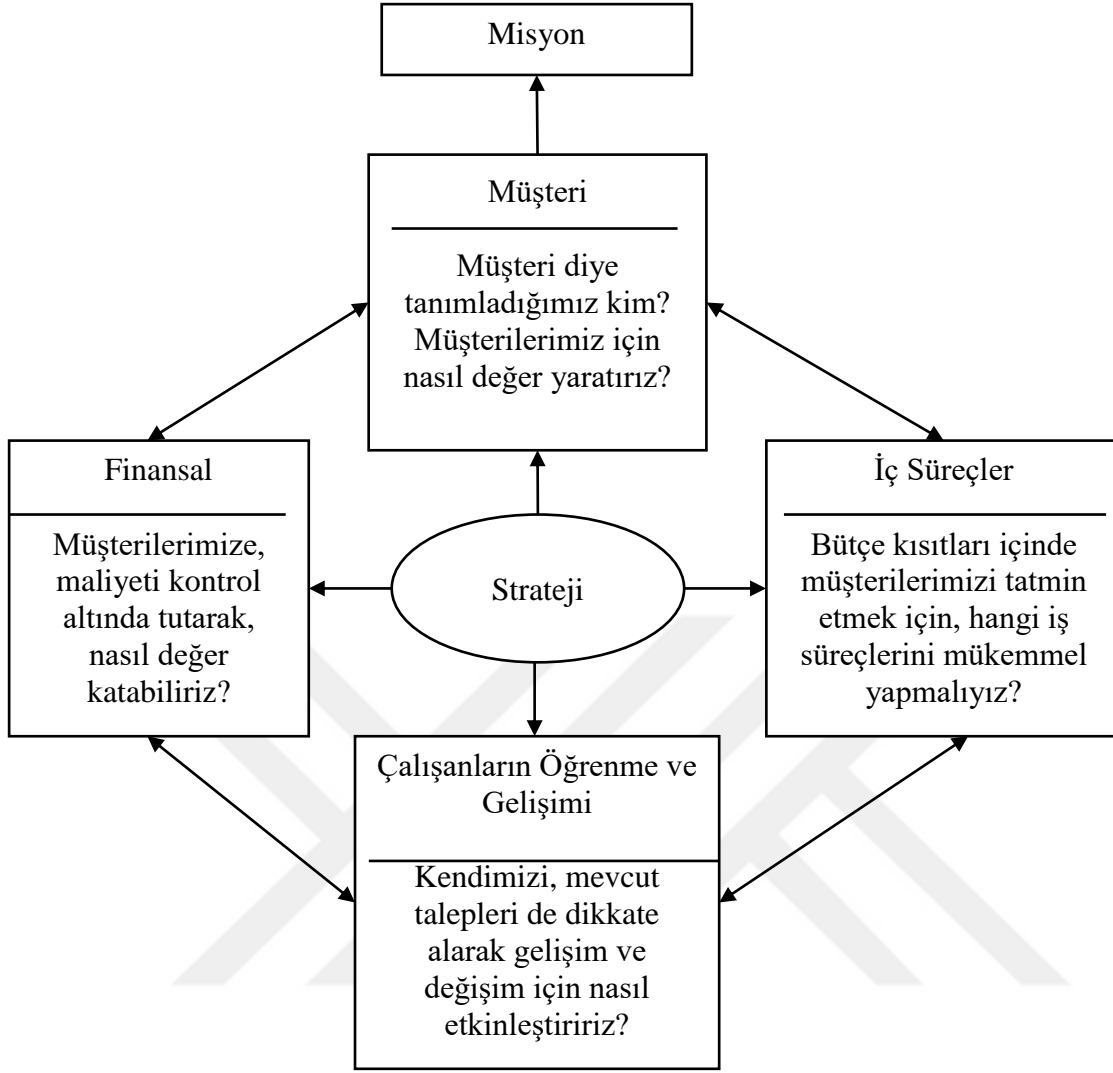 Misyon
Müşteri
Müşteri diye
tanımladığımız kim?
Müşterilerimiz için
nasıl değer yaratırız?
Finansal
Müşterilerimize,
maliyeti kontrol
altında tutarak,
nasıl değer
katabiliriz?
Strateji
İç Süreçler
Bütçe kısıtları içinde
müşterilerimizi tatmin
etmek için, hangi iş
süreçlerini mükemmel
yapmalıyız?
Çalışanların Öğrenme ve
Gelişimi
Kendimizi, mevcut
talepleri de dikkate
alarak gelişim ve
değişim için nasıl
etkinleştiririz?